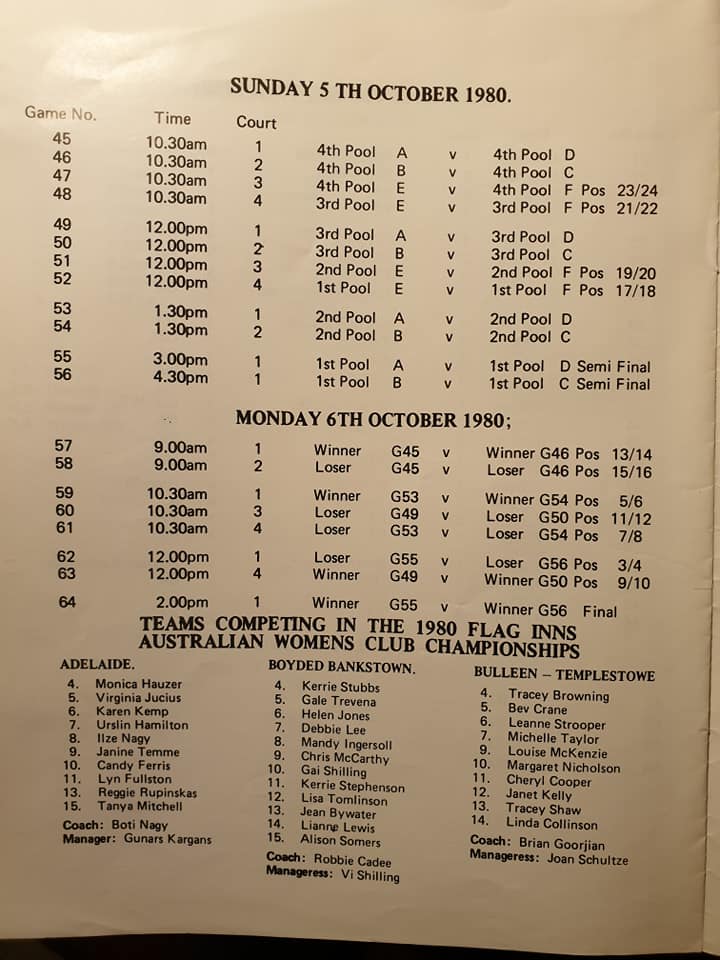 SUNDAY 5 TH OCTOBER 1980.
Game No. Time Court
45 10.30am 1 4th Pool A v 4th Pool D
46 10.30am 2 4th Pool B v 4th Pool C
47 10.30am 3 4th Pool E v 4th Pool F Pos 23/24
48 10.30am 4 3rd Pool E v 3rd Pool F Pos 21/22
49 12.00pm 1 3rd Pool A v 3rd Pool D
50 12.00pm 2 3rd Pool B v 3rd Pool C
51 12.00pm 3 2nd Pool E v 2nd Pool F Pos 19/20
52 12.00pm 4 1st Pool E v 1st Pool F Pos 17/18
53 1.30pm 1 2nd Pool A v 2nd Pool D
54 1.30pm 2 2nd Pool B v 2nd Pool C
55 3.00pm 1 1st Pool A v 1st Pool D Semi Final
56 4.30pm 1 1st Pool B v 1st Pool C Semi Final
MONDAY 6TH OCTOBER 1980;
57 9.00am 1 Winner G45 v Winner G46 Pos 13/14
58 9.00am 2 Loser G45 v Loser G46 Pos 15/16
59 10.30am 1 Winner G53 v Winner G54 Pos 5/6
60 10.30am 3 Loser G49 v Loser G50 Pos 11/12
61 10.30am 4 Loser G53 v Loser G54 Pos 7/8
62 12.00pm 1 Loser G55 v Loser G56 Pos 3/4
63 12.00pm 4 Winner G49 v Winner G50 Pos 9/10
64 2.00pm 1 Winner G55 v Winner G56 Final
TEAMS COMPETING IN THE 1980 FLAG INNS
AUSTRALIAN WOMENS CLUB CHAMPIONSHIPS
ADELAIDE.
4. Monica Hauzer
5. Virginia Jucius
6. Karen Kemp
7. Urslin Hamilton
8. Ilze Nagy
9. Janine Temme
10. Candy Ferris
11. Lyn Fullston
13. Reggie Rupinskas
15. Tanya Mitchell
Coach: Boti Nagy
Manager: Gunars Kargans
BOYDED BANKSTOWN.
4. Kerrie Stubbs
5. Gale Trevena
6. Helen Jones
7. Debbie Lee
8. Mandy Ingersoll
9. Chris McCarthy
10. Gai Shilling
11. Kerrie Stephenson
12. Lisa Tomlinson
13. Jean Bywater
14. Lianne Lewis
15. Alison Somers
Coach: Robbie Cadee
Manageress: Vi Shilling
BULLEEN – TEMPLESTOWE
4. Tracey Browning
5. Bev Crane
6. Leanne Strooper
7. Michelle Taylor
9. Louise McKenzie
10. Margaret Nicholson
11. Cheryl Cooper
12. Janet Kelly
13. Tracey Shaw
14. Linda Collinson
Coach: Brian Goorjian
Manageress: Joan Schultze